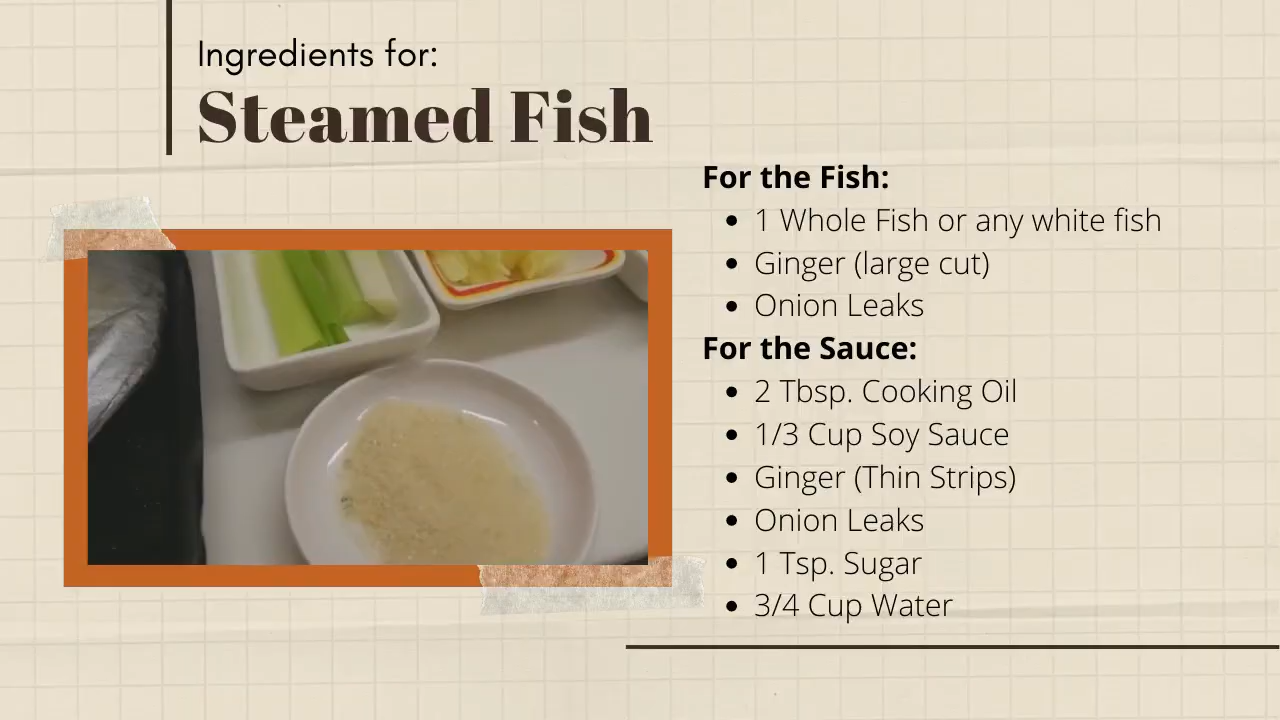 Ingredients for:
Steamed Fish
For the Fish:
• 1 Whole Fish or any white fish
• Ginger (large cut)
• Onion Leaks
For the Sauce:
• 2 Tbsp. Cooking Oil
• 1/3 Cup Soy Sauce
• Ginger (Thin Strips)
• Onion Leaks
• 1 Tsp. Sugar
• 3/4 Cup Water